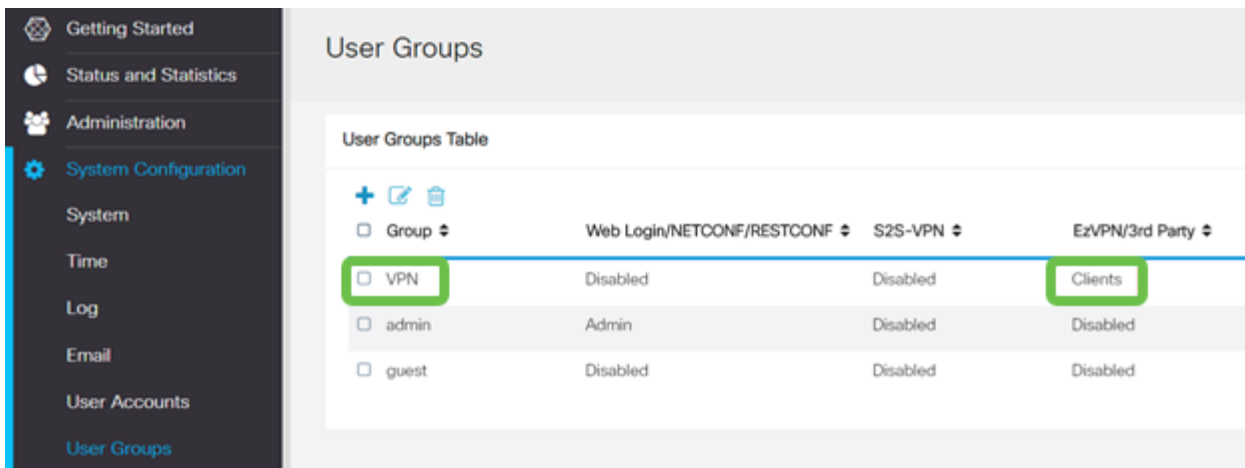 Getting Started
Status and Statistics
Administration
System Configuration
System
Time
Log
Email
User Accounts
User Groups
User Groups
User Groups Table
Group Web Login/NETCONF/RESTCONF S2S-VPN EzVPN/3rd Party
VPN Disabled Disabled Clients
admin Admin Disabled Disabled
guest Disabled Disabled Disabled